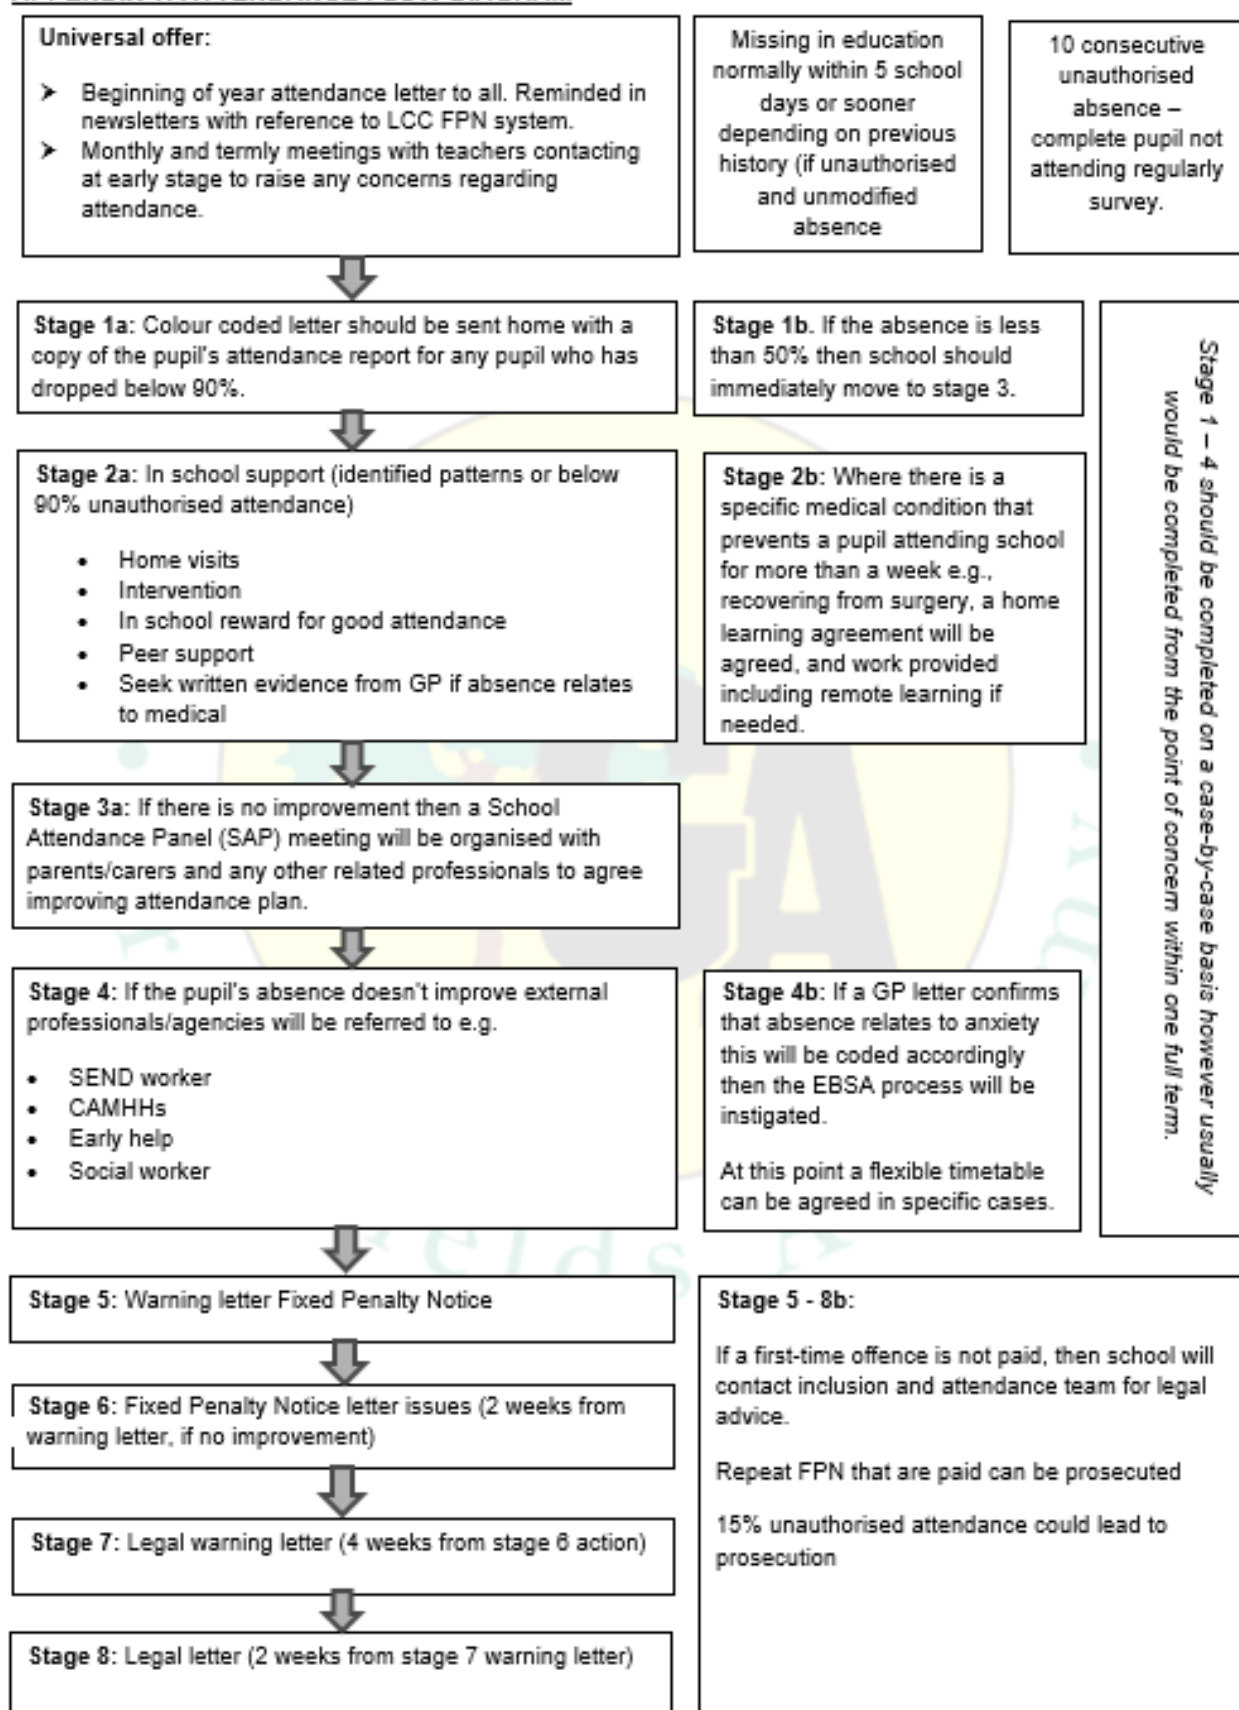 Universal offer:
➤ Beginning of year attendance letter to all. Reminded in
newsletters with reference to LCC FPN system.
➤ Monthly and termly meetings with teachers contacting
at early stage to raise any concerns regarding
attendance.
Missing in education
normally within 5 school
days or sooner
depending on previous
history (if unauthorised
and unmodified
absence
10 consecutive
unauthorised
absence –
complete pupil not
attending regularly
survey.
Stage 1a: Colour coded letter should be sent home with a
copy of the pupil's attendance report for any pupil who has
dropped below 90%.
Stage 1b. If the absence is less
than 50% then school should
immediately move to stage 3.
Stage 1 – 4 should be completed on a case-by-case basis however usually
would be completed from the point of concern within one full term.
Stage 2a: In school support (identified patterns or below
90% unauthorised attendance)
• Home visits
• Intervention
• In school reward for good attendance
• Peer support
• Seek written evidence from GP if absence relates
to medical
Stage 2b: Where there is a
specific medical condition that
prevents a pupil attending school
for more than a week e.g.,
recovering from surgery, a home
learning agreement will be
agreed, and work provided
including remote learning if
needed.
Stage 3a: If there is no improvement then a School
Attendance Panel (SAP) meeting will be organised with
parents/carers and any other related professionals to agree
improving attendance plan.
Stage 4: If the pupil's absence doesn't improve external
professionals/agencies will be referred to e.g.
• SEND worker
• CAMHHs
• Early help
• Social worker
Stage 4b: If a GP letter confirms
that absence relates to anxiety
this will be coded accordingly
then the EBSA process will be
instigated.
At this point a flexible timetable
can be agreed in specific cases.
Stage 5: Warning letter Fixed Penalty Notice
Stage 6: Fixed Penalty Notice letter issues (2 weeks from
warning letter, if no improvement)
Stage 7: Legal warning letter (4 weeks from stage 6 action)
Stage 8: Legal letter (2 weeks from stage 7 warning letter)
Stage 5 - 8b:
If a first-time offence is not paid, then school will
contact inclusion and attendance team for legal
advice.
Repeat FPN that are paid can be prosecuted
15% unauthorised attendance could lead to
prosecution